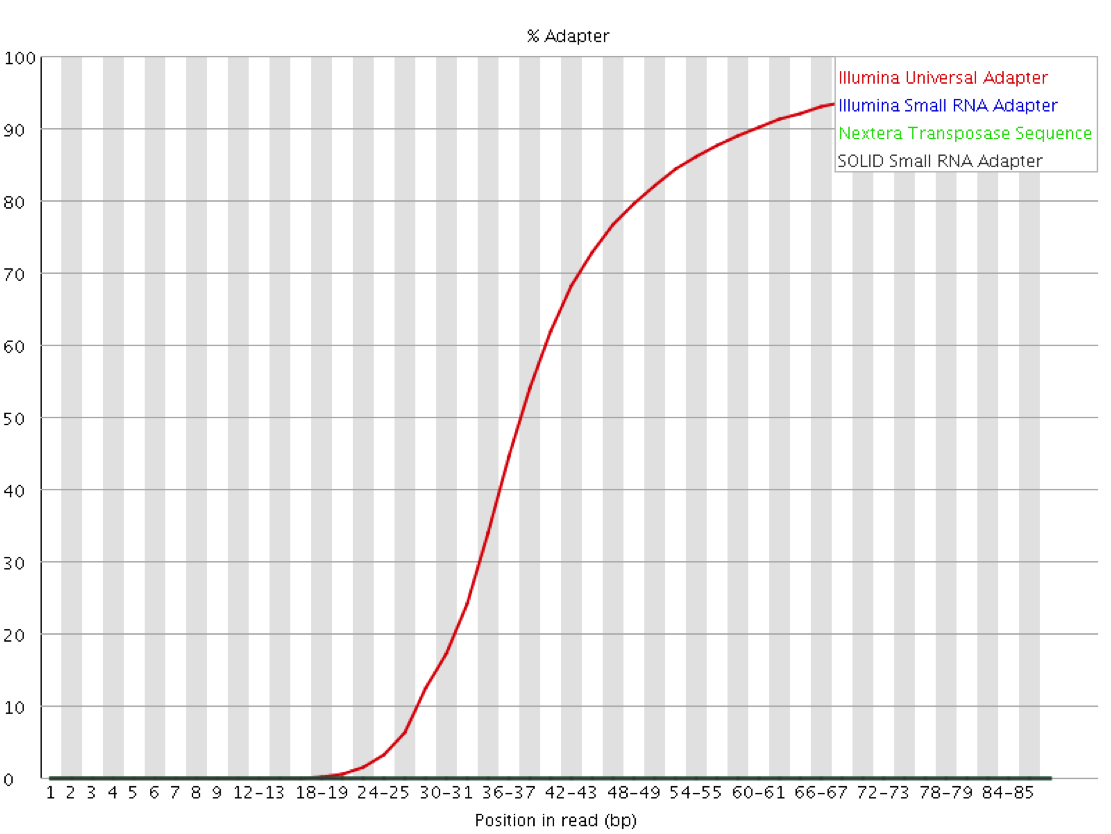 % Adapter
100
90
80
70
60
50
40
30
20
10
0
Illumina Universal Adapter
Illumina Small RNA Adapter
Nextera Transposase Sequence
SOLID Small RNA Adapter
1 2 3 4 5 6 7 8 9 12-13 18-19 24-25 30-31 36-37 42-43 48-49 54-55 60-61 66-67 72-73 78-79 84-85
Position in read (bp)